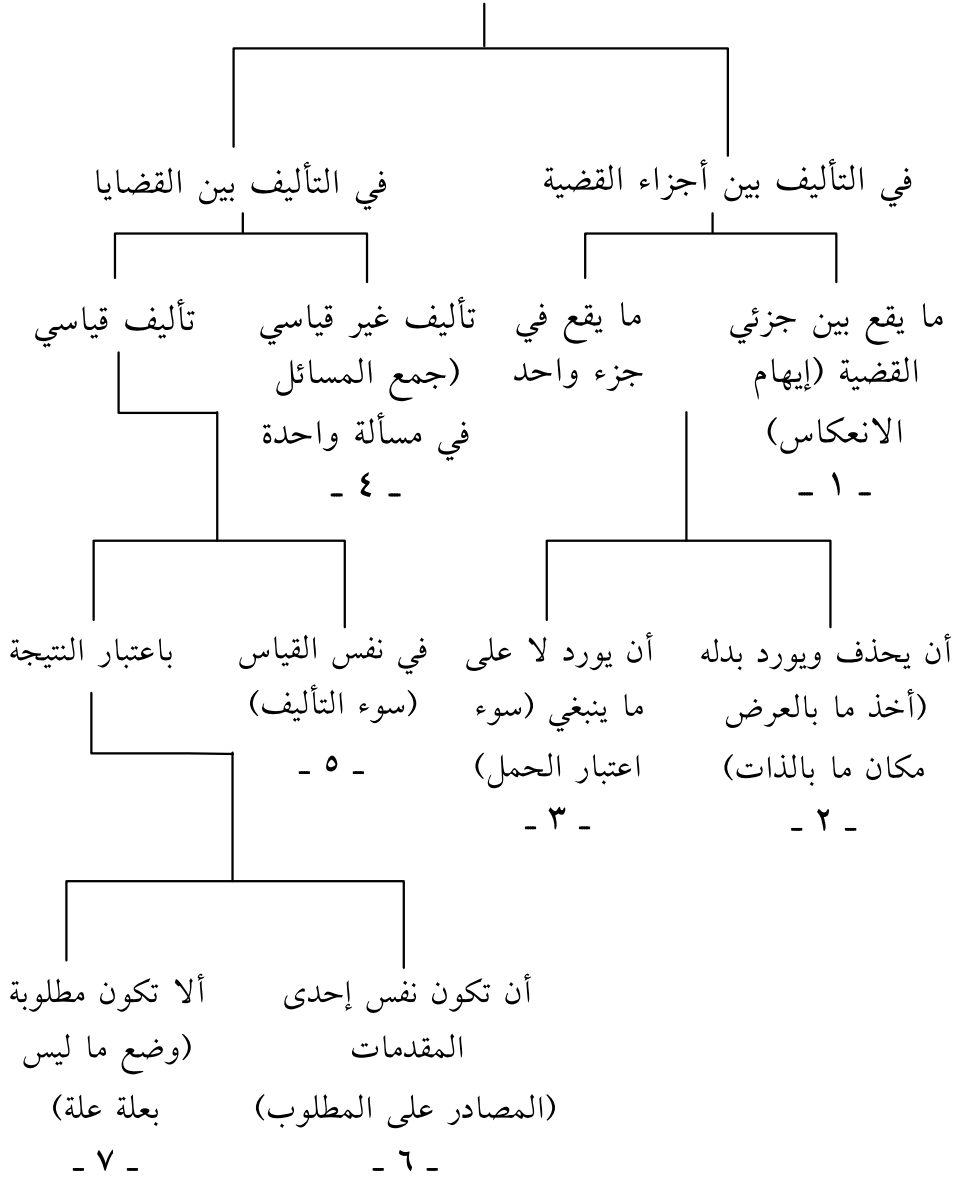 في التأليف بين أجزاء القضية
في التأليف بين القضايا
ما يقع بين جزئي
القضية (إيهام
الانعكاس)
- ١ -
ما يقع في
جزء واحد
تأليف غير قياسي
(جمع المسائل
في مسألة واحدة
- ٤ -
تأليف قياسي
أن يحذف ويورد بدله
(أخذ ما بالعرض
مكان ما بالذات)
- ٢ -
أن يورد لا على
ما ينبغي (سوء
اعتبار الحمل)
- ٣ -
في نفس القياس
(سوء التأليف)
- ٥ -
باعتبار النتيجة
أن تكون نفس إحدى
المقدمات
(المصادر على المطلوب)
- ٦ -
ألا تكون مطلوبة
(وضع ما ليس
بعلة علة)
- ٧ -